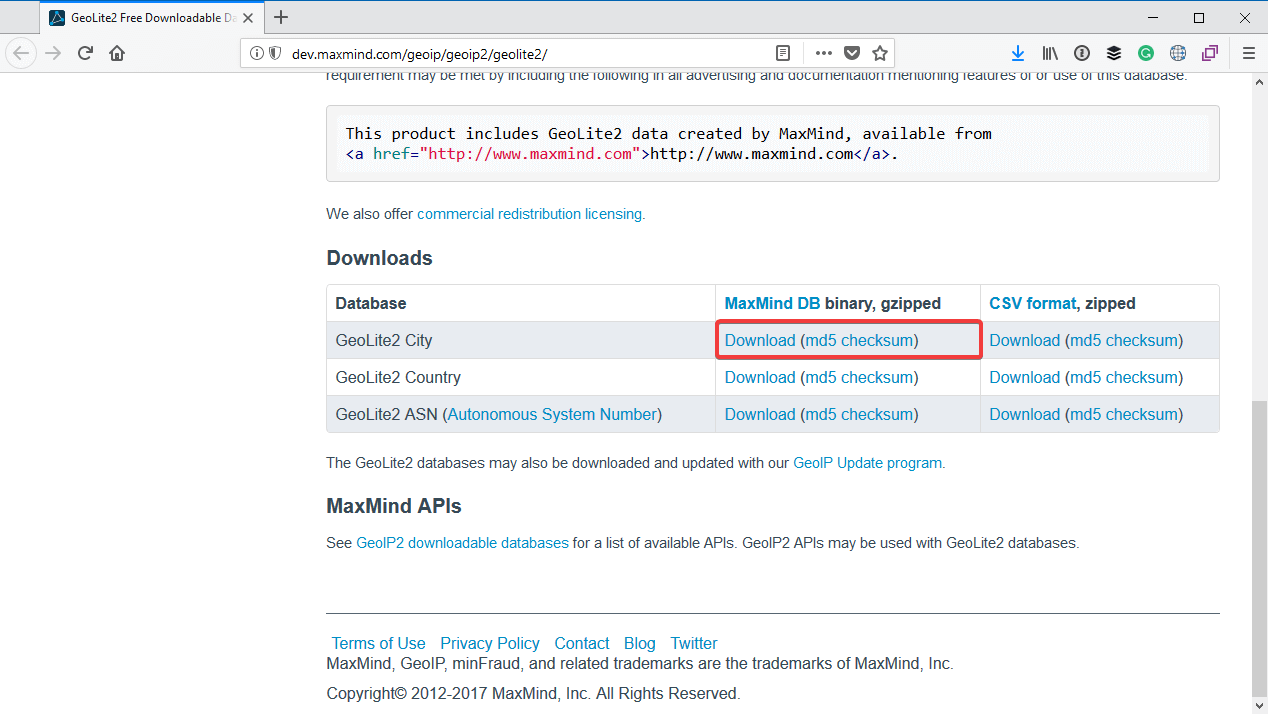 GeoLite2 Free Downloadable Da
dev.maxmind.com/geoip/geoip2/geolite2/
requirement may be met by including the following in all advertising and documentation mentioning features of or use of this database:
This product includes GeoLite2 data created by MaxMind, available from
<a href="http://www.maxmind.com">http://www.maxmind.com</a>.
We also offer commercial redistribution licensing.
Downloads
Database MaxMind DB binary, gzipped CSV format, zipped
GeoLite2 City Download (md5 checksum) Download (md5 checksum)
GeoLite2 Country Download (md5 checksum) Download (md5 checksum)
GeoLite2 ASN (Autonomous System Number) Download (md5 checksum) Download (md5 checksum)
The GeoLite2 databases may also be downloaded and updated with our GeoIP Update program.
MaxMind APIs
See GeoIP2 downloadable databases for a list of available APIs. GeoIP2 APIs may be used with GeoLite2 databases.
Terms of Use Privacy Policy Contact Blog Twitter
MaxMind, GeoIP, minFraud, and related trademarks are the trademarks of MaxMind, Inc.
Copyright© 2012-2017 MaxMind, Inc. All Rights Reserved.